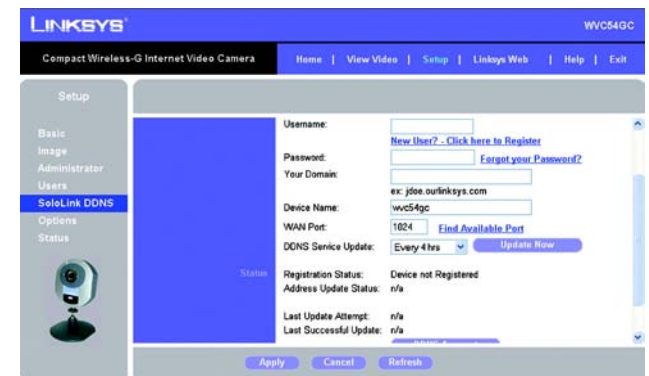 LINKSYS®
WVC54GC
Compact Wireless-G Internet Video Camera
Home | View Video | Setup | Linksys Web | Help | Exit
Setup
Basic
Image
Administrator
Users
SoloLink DDNS
Options
Status
Username:
New User? - Click here to Register
Password:
Forgot your Password?
Your Domain:
ex: jdoe.ourlinksys.com
Device Name:
wvc54gc
WAN Port:
1024
Find Available Port
DDNS Service Update:
Every 4 hrs
Update Now
Status
Registration Status: Device not Registered
Address Update Status: n/a
Last Update Attempt: n/a
Last Successful Update: n/a
Apply
Cancel
Refresh